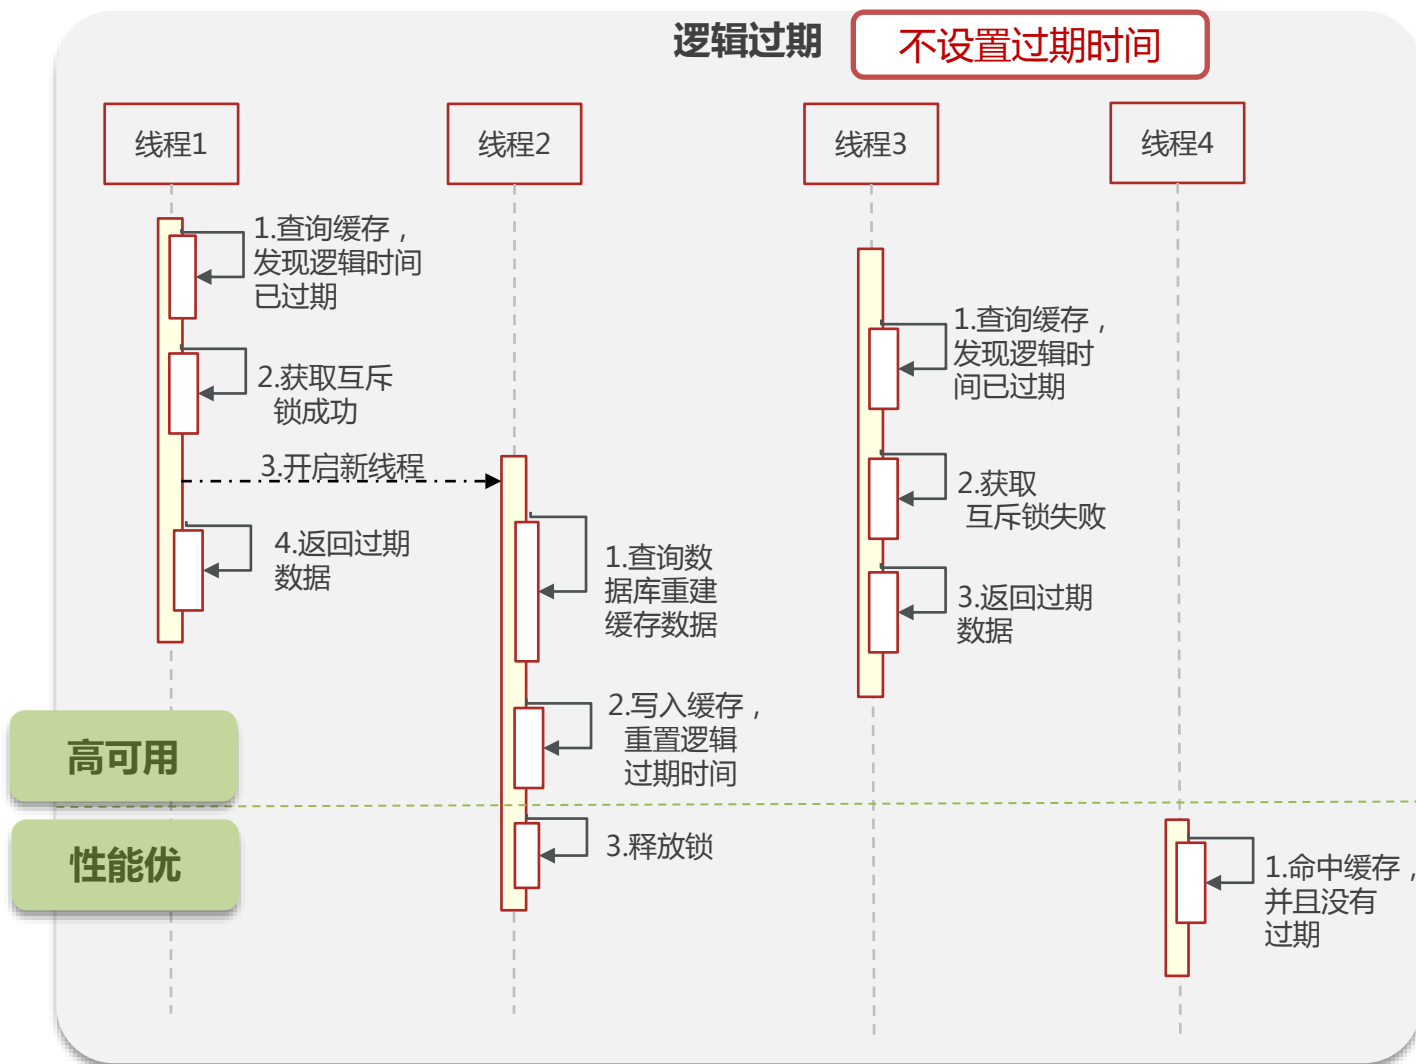 逻辑过期
不设置过期时间
线程1
线程2
线程3
线程4
1.查询缓存，
发现逻辑时间
已过期
2.获取互斥
锁成功
3.开启新线程
4.返回过期
数据
1.查询数
据库重建
缓存数据
2.写入缓存，
重置逻辑
过期时间
3.释放锁
1.查询缓存，
发现逻辑时
间已过期
2.获取
互斥锁失败
3.返回过期
数据
1.命中缓存，
并且没有
过期
高可用
性能优